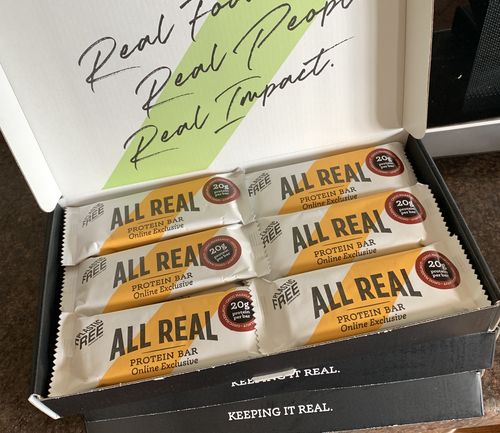 Real Foo
Real Peopl
Real Impact.
FREE
ALL REAL
PROTEIN BAR
Online Exclusive
20g
protein
per bar
FREE
ALL REAL
PROTEIN BAR
Online Exclusive
20g
protein
per bar
FREE
ALL REAL
PROTEIN BAR
Online Exclusive
20g
protein
per bar
FREE
ALL REAL
PROTEIN BAR
Online Exclusive
20g
protein
per bar
FREE
ALL REAL
PROTEIN BAR
Online Exclusive
20g
protein
per bar
FREE
ALL REAL
PROTEIN BAR
Online Exclusive
20g
protein
per bar
KEEPING IT REAL.
KEEPING IT REAL.